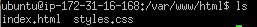 ubuntu@ip-172-31-16-168:/var/www/html$ ls
index.html  styles.css